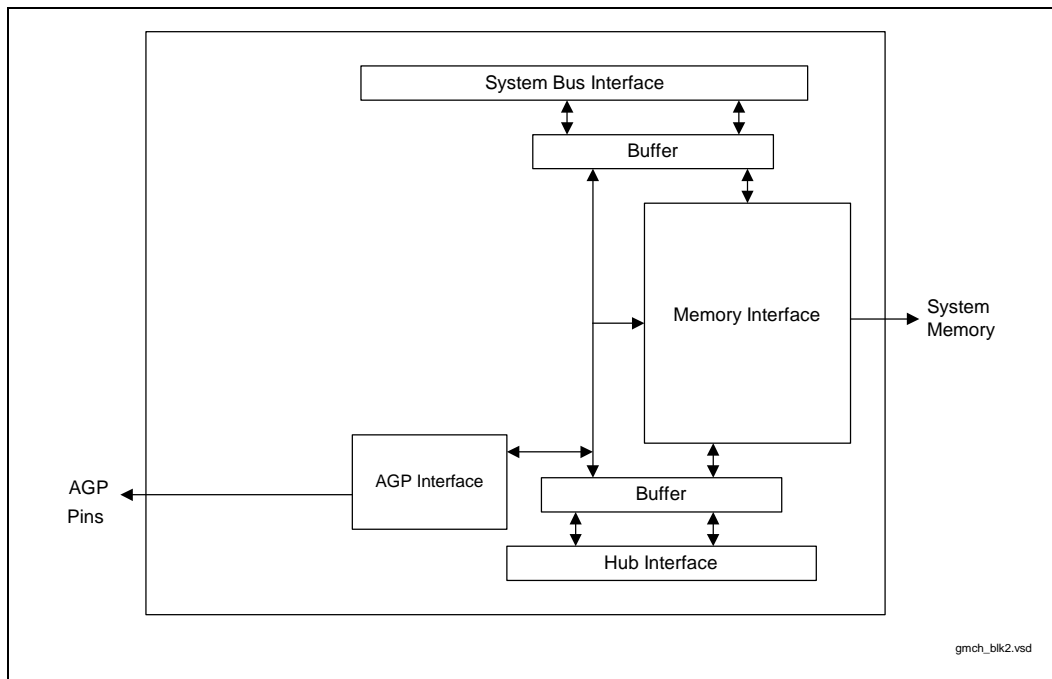 System Bus Interface
Buffer
Memory Interface
System
Memory
AGP Interface
AGP
Pins
Buffer
Hub Interface
gmch_blk2.vsd